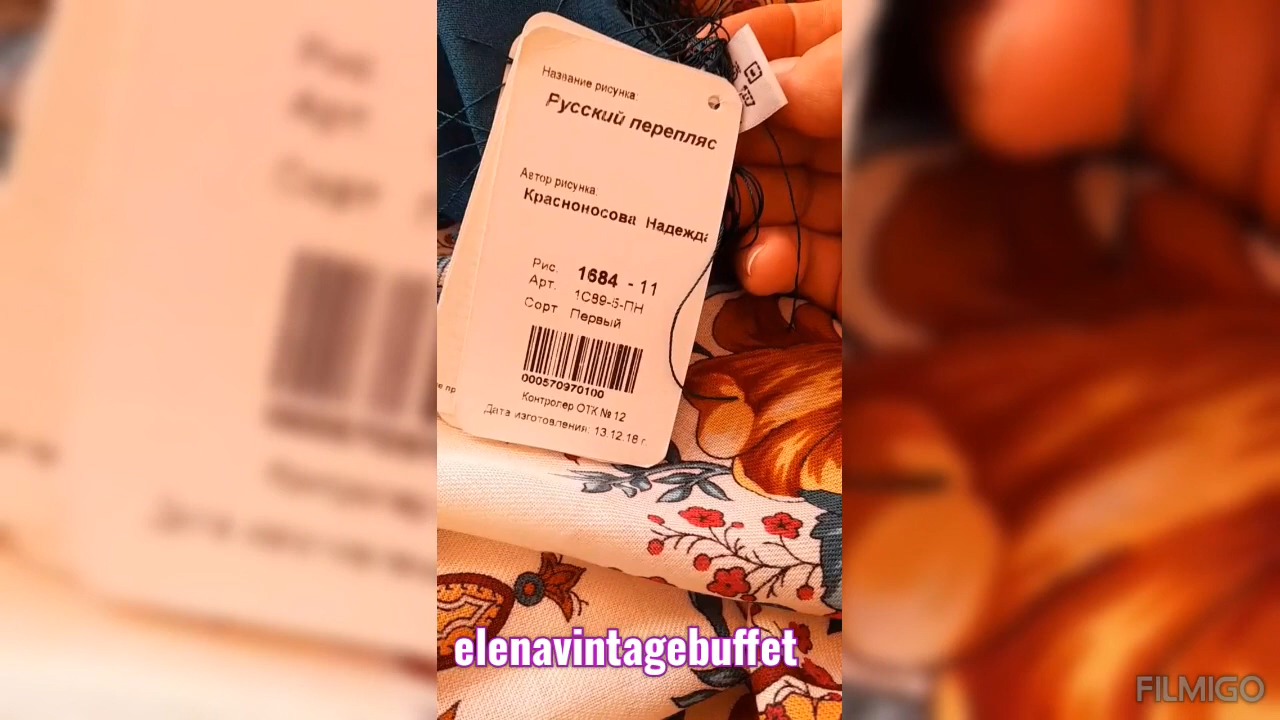 Название рисунка:
Русский перепляс
Автор рисунка:
Красноносова Надежда
Рис. 1684 - 11
Арт. 1С89-5-ПН
Сорт Первый
000570970100
Контролер ОТК № 12
Дата изготовления: 13.12.18 г.
elenavintagebuffet
FILMIGO